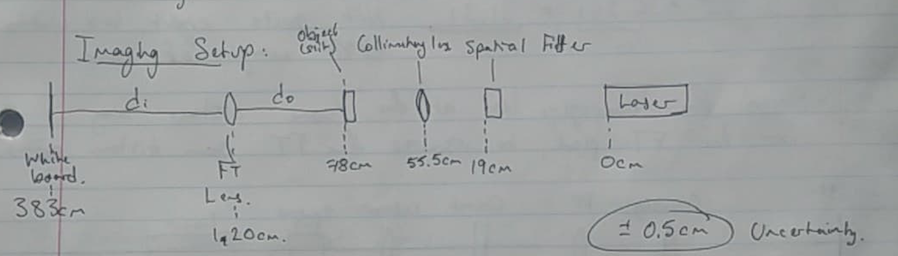 Imaging Setup:
Object
(slit)
Collimating lens
Spatial Filter
di
do
Laser
White
board.
383cm
FT
Lens.
120cm.
78cm
55.5cm
19cm
0cm
± 0.5cm Uncertainty.